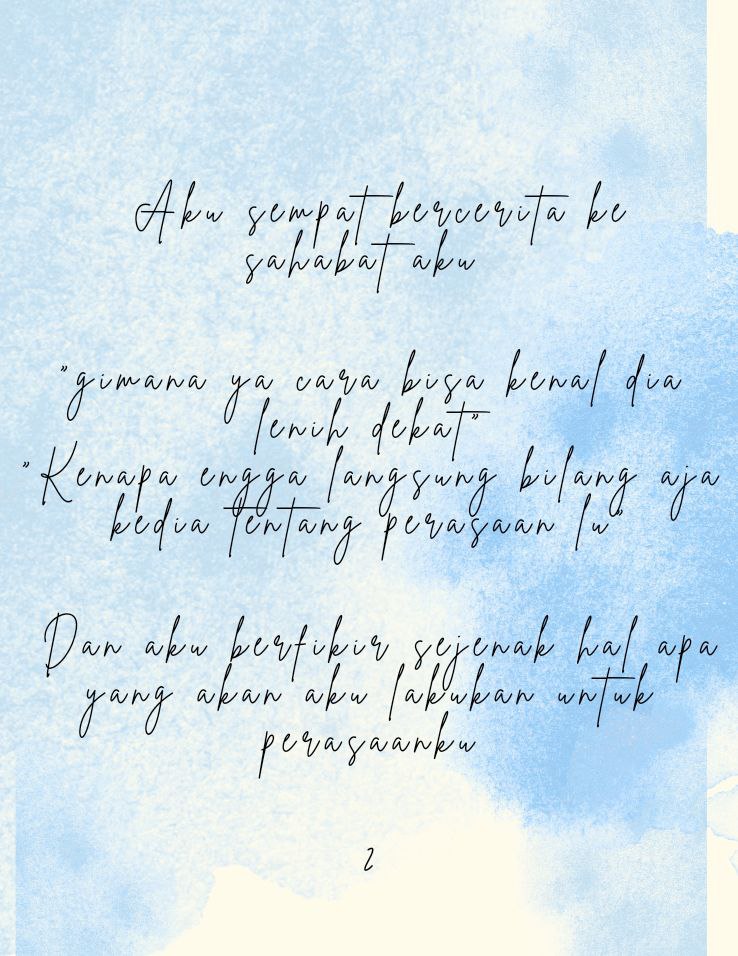 Aku sempat bercerita ke
sahabat aku
"gimana ya cara bisa kenal dia
lenih dekat"
"Kenapa engga langsung bilang aja
kedia tentang perasaan lu"
Dan aku berfikir sejenak hal apa
yang akan aku lakukan untuk
perasaanku
2